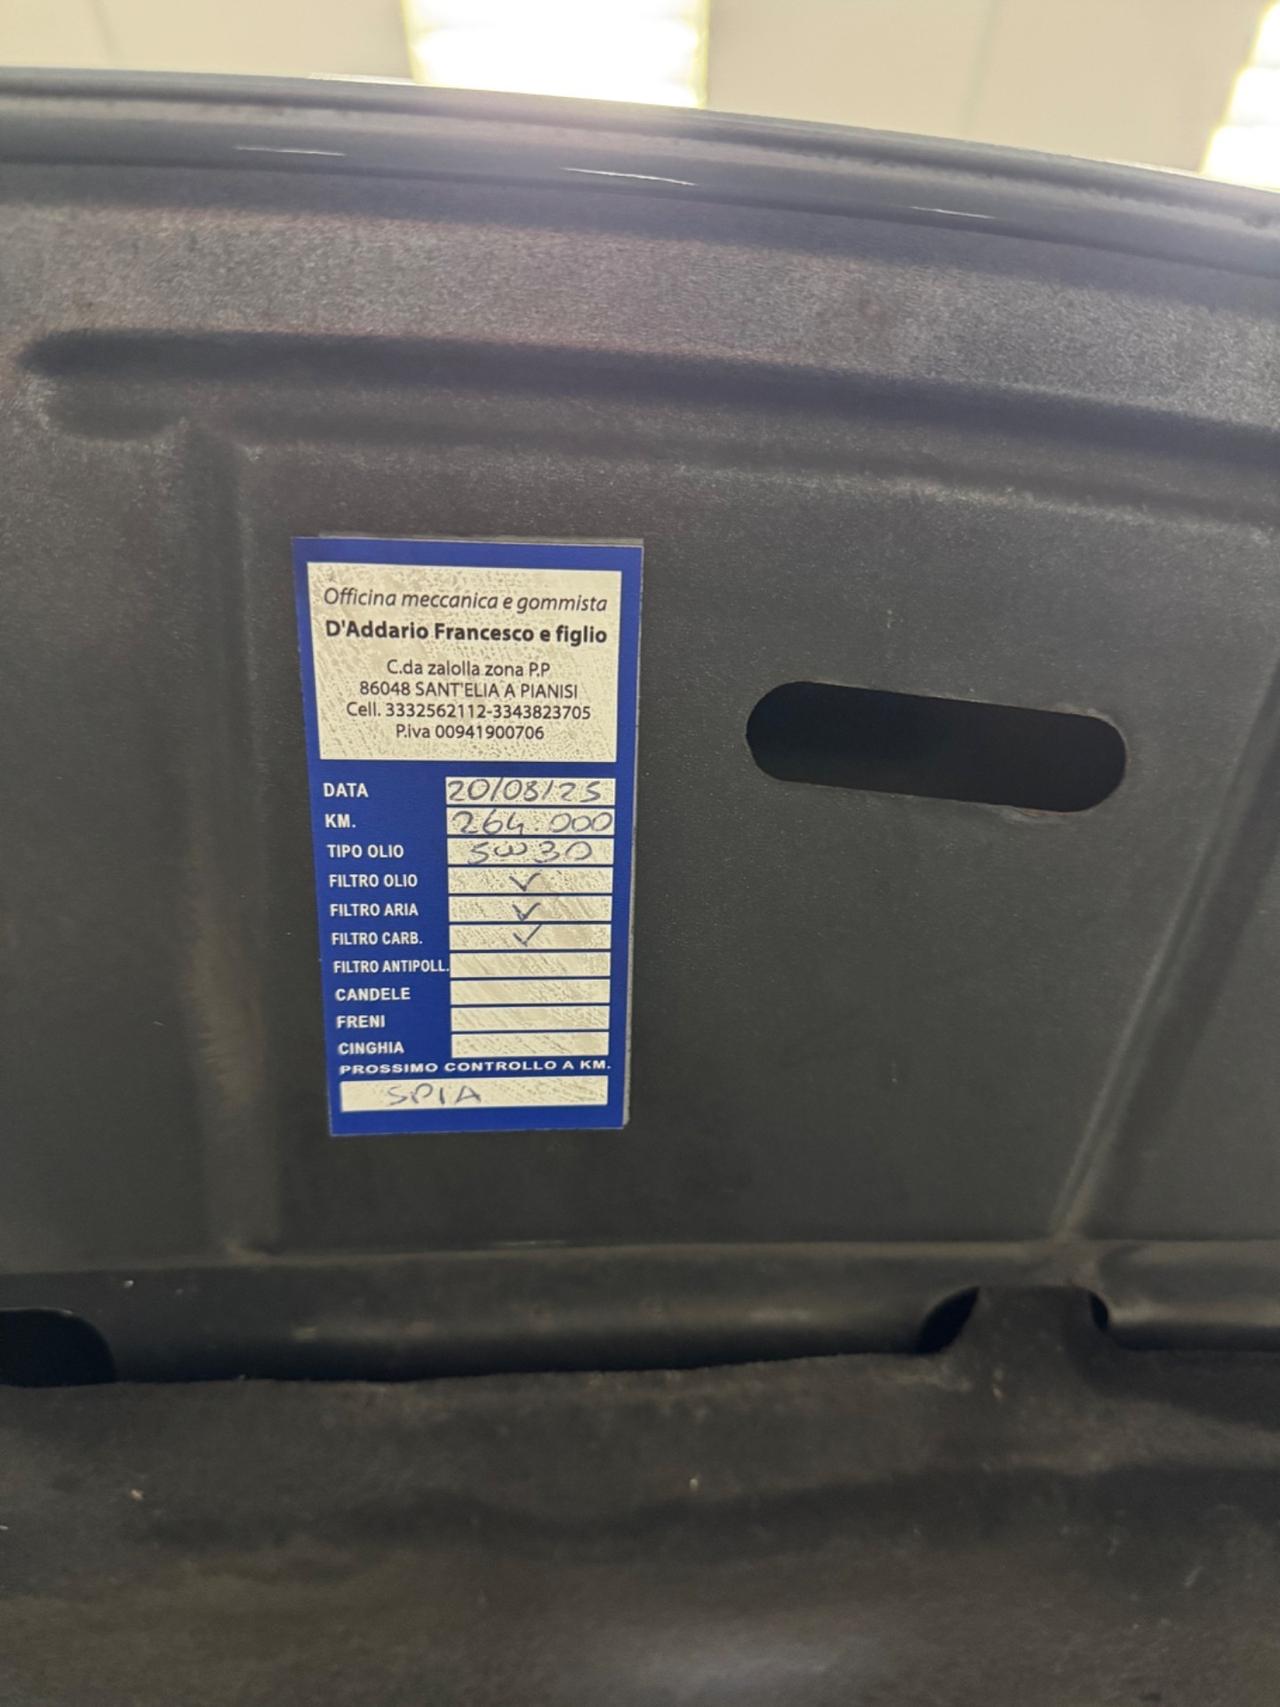 Officina meccanica e gommista
D'Addario Francesco e figlio
C.da zalolla zona P.P
86048 SANT'ELIA A PIANISI
Cell. 3332562112-3343823705
P.iva 00941900706
DATA 20/08/25
KM. 264.000
TIPO OLIO 5W30
FILTRO OLIO ✓
FILTRO ARIA ✓
FILTRO CARB. ✓
FILTRO ANTIPOLL.
CANDELE
FRENI
CINGHIA
PROSSIMO CONTROLLO A KM.
SPIA